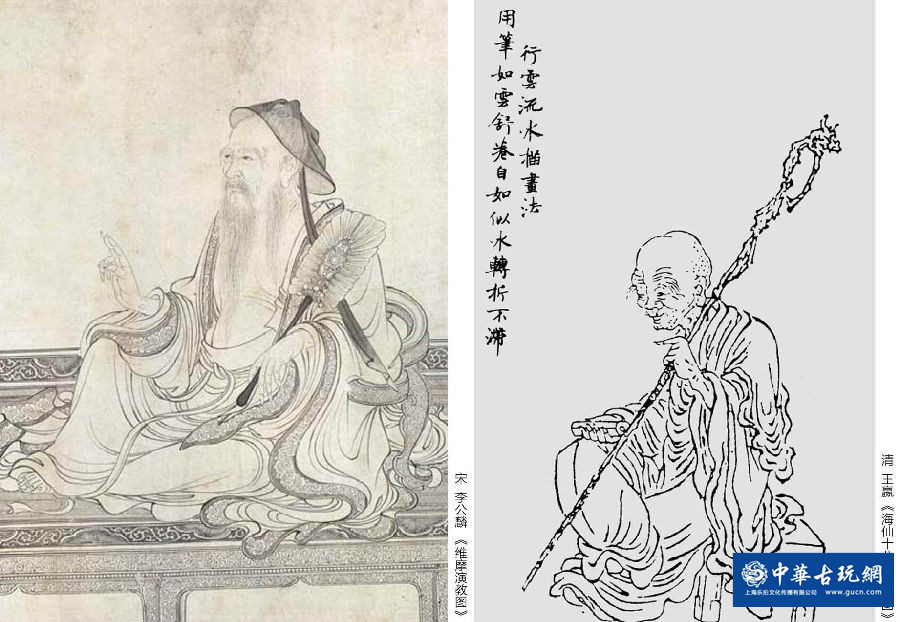 行雲流水描畫法
用筆如雲舒卷自如似水轉折不滯
宋 李公麟 《维摩演教图》
清 王嬴 《海仙十
中華古玩網
上海乐拍文化传播有限公司 www.gucn.com